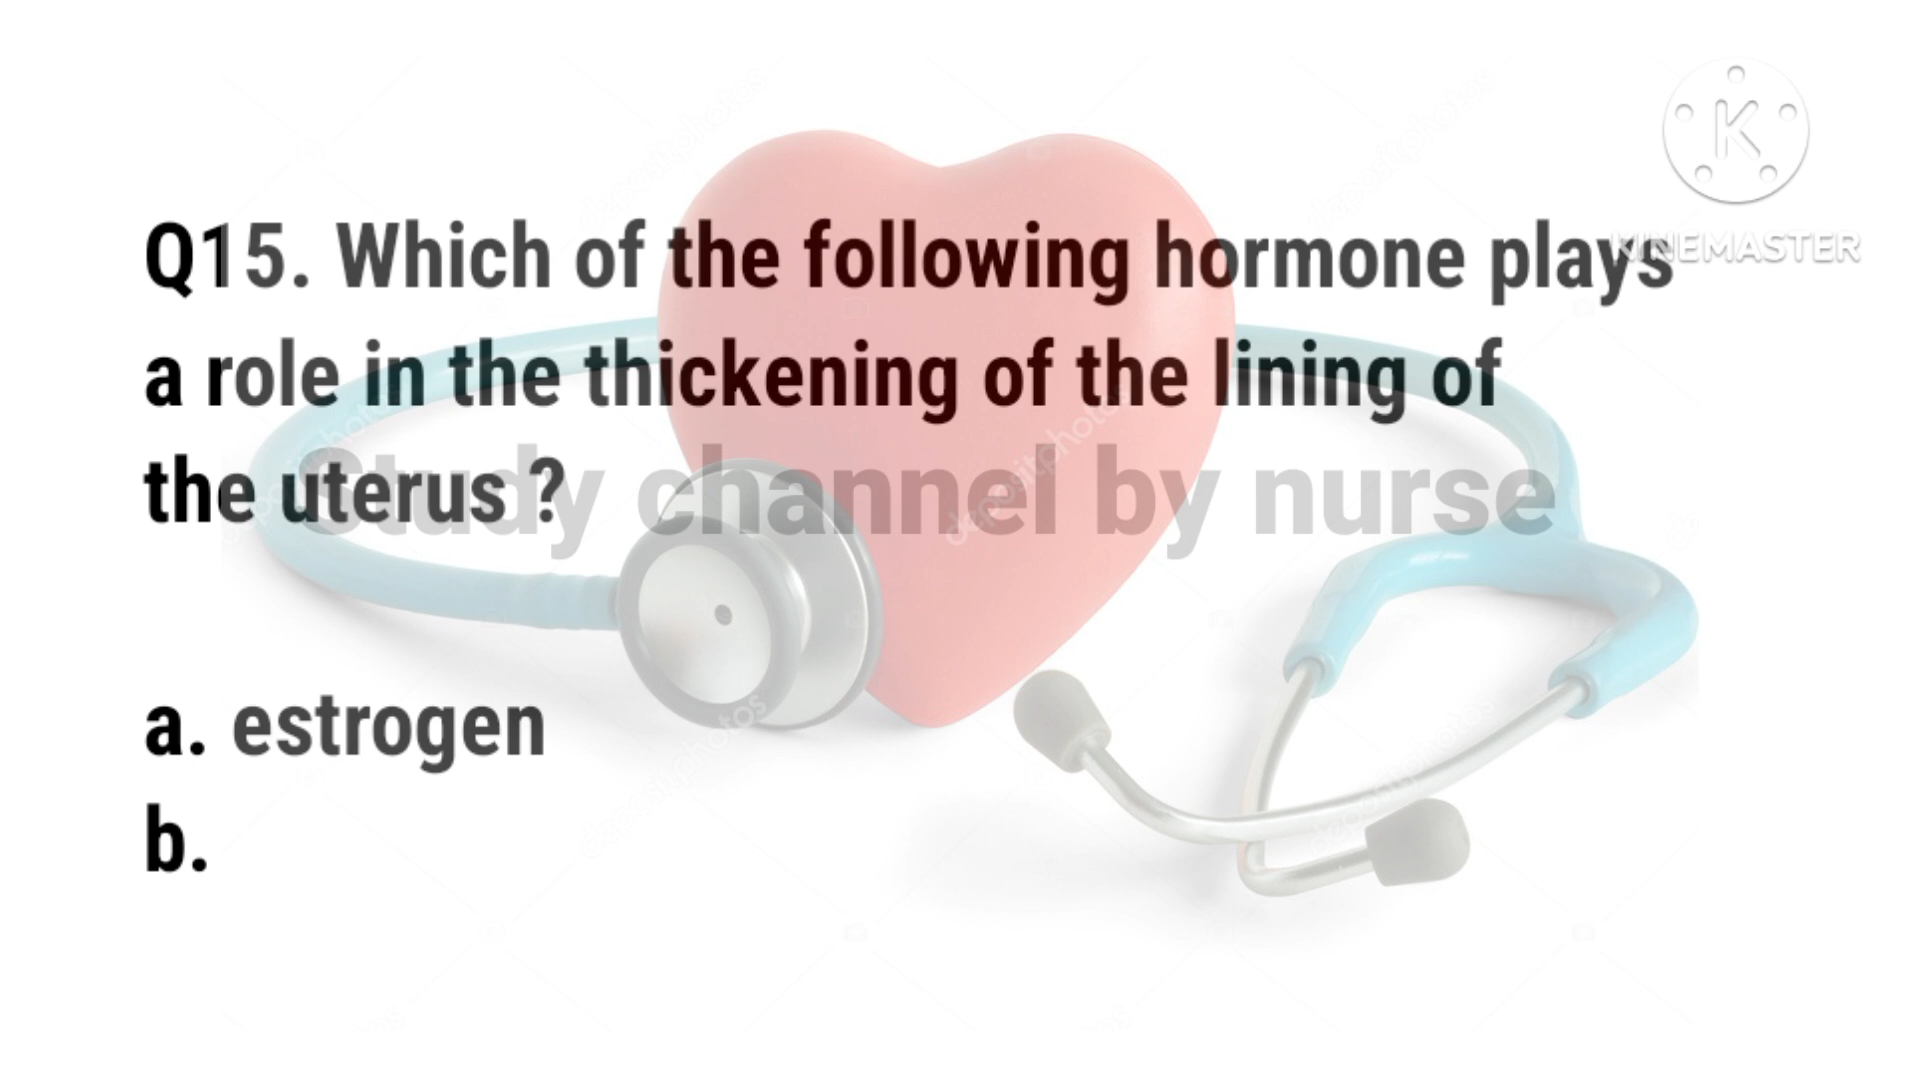 KINEMASTER
Q15. Which of the following hormone plays
a role in the thickening of the lining of
the uterus ?
Study channel by nurse
a. estrogen
b.
depositphotos